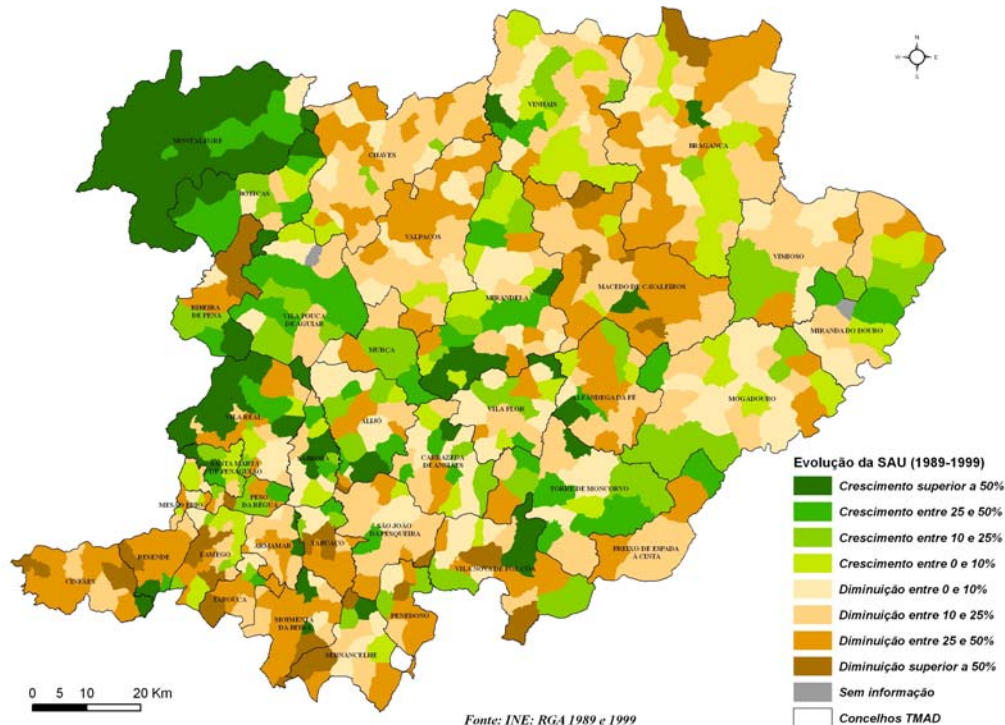 N
W E
S
MONTALEGRE
VINHAIS
CHAVES
BRAGANÇA
BOTICAS
VALPAÇOS
VIMIOSO
RIBEIRA
DE PENA
VILA POUCA
DE AGUIAR
MIRANDELA
MACEDO DE CAVALEIROS
MIRANDA DO DOURO
MURÇA
MOGADOURO
VILA REAL
ALIJÓ
VILA FLOR
ALFANDEGA DA FÉ
SANTA MARTA
DE PENAGUIÃO
SABROSA
CARRAZEDA
DE ANSIÃES
TORRE DE MONCORVO
MESÃO FRIO
PESO
DA RÉGUA
SÃO JOÃO
DA PESQUEIRA
RESENDE
LAMEGO
ARMAMAR
TABUAÇO
VILA NOVA DE FOZ COA
FREIXO DE ESPADA
À CINTA
CINFÃES
TAROUCA
MOIMENTA
DA BEIRA
PENEDONO
SERNANCELHE
Evolução da SAU (1989-1999)
Crescimento superior a 50%
Crescimento entre 25 e 50%
Crescimento entre 10 e 25%
Crescimento entre 0 e 10%
Diminuição entre 0 e 10%
Diminuição entre 10 e 25%
Diminuição entre 25 e 50%
Diminuição superior a 50%
Sem informação
Concelhos TMAD
0 5 10 20 Km
Fonte: INE: RGA 1989 e 1999